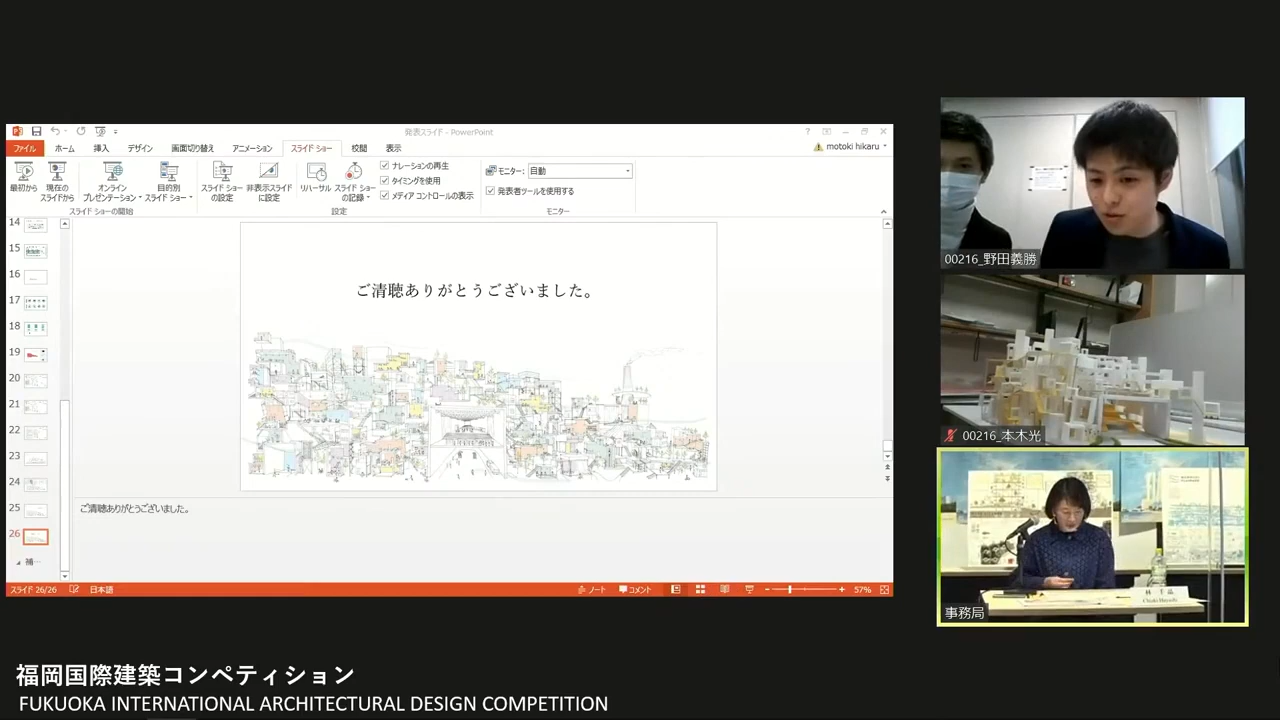 発表スライド - PowerPoint
ファイル
ホーム
挿入
デザイン
画面切り替え
アニメーション
スライド ショー
校閲
表示
motoki hikaru
最初から
現在の
スライドから
オンライン
プレゼンテーション
目的別
スライド ショー
スライド ショー
の設定
非表示スライド
に設定
リハーサル
スライド ショー
の記録
ナレーションの再生
タイミングを使用
メディア コントロールの表示
モニター:
自動
発表者ツールを使用する
スライド ショーの開始
設定
モニター
14
15
16
17
18
19
20
21
22
23
24
25
26
補…
ご清聴ありがとうございました。
ご清聴ありがとうございました。
スライド 26/26
日本語
ノート
コメント
57%
00216_野田義勝
00216_本木光
事務局
福岡国際建築コンペティション
FUKUOKA INTERNATIONAL ARCHITECTURAL DESIGN COMPETITION